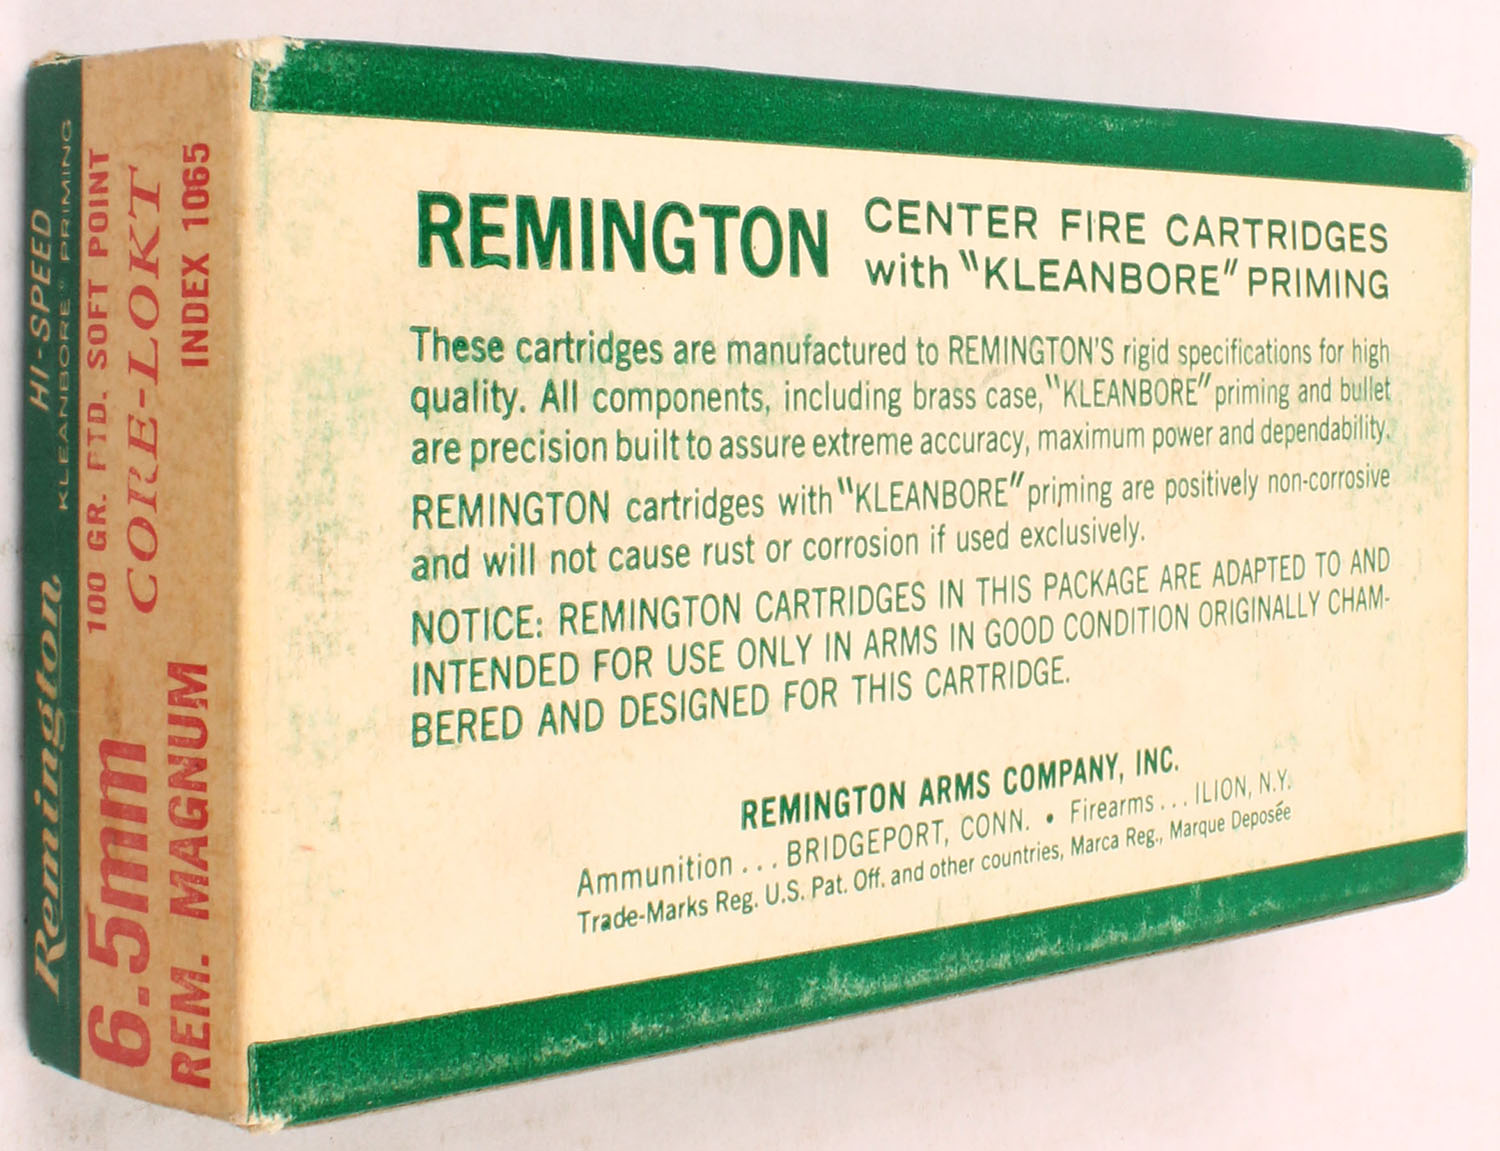 Remington HI-SPEED
KLEANBORE® PRIMING
100 GR. PTD. SOFT POINT
6.5mm CORE-LOKT
REM. MAGNUM INDEX 1065
REMINGTON CENTER FIRE CARTRIDGES
with "KLEANBORE" PRIMING
These cartridges are manufactured to REMINGTON'S rigid specifications for high
quality. All components, including brass case, "KLEANBORE" priming and bullet
are precision built to assure extreme accuracy, maximum power and dependability.
REMINGTON cartridges with "KLEANBORE" priming are positively non-corrosive
and will not cause rust or corrosion if used exclusively.
NOTICE: REMINGTON CARTRIDGES IN THIS PACKAGE ARE ADAPTED TO AND
INTENDED FOR USE ONLY IN ARMS IN GOOD CONDITION ORIGINALLY CHAM-
BERED AND DESIGNED FOR THIS CARTRIDGE.
REMINGTON ARMS COMPANY, INC.
Ammunition . . . BRIDGEPORT, CONN. • Firearms . . . ILION, N.Y.
Trade-Marks Reg. U.S. Pat. Off. and other countries, Marca Reg., Marque Deposée